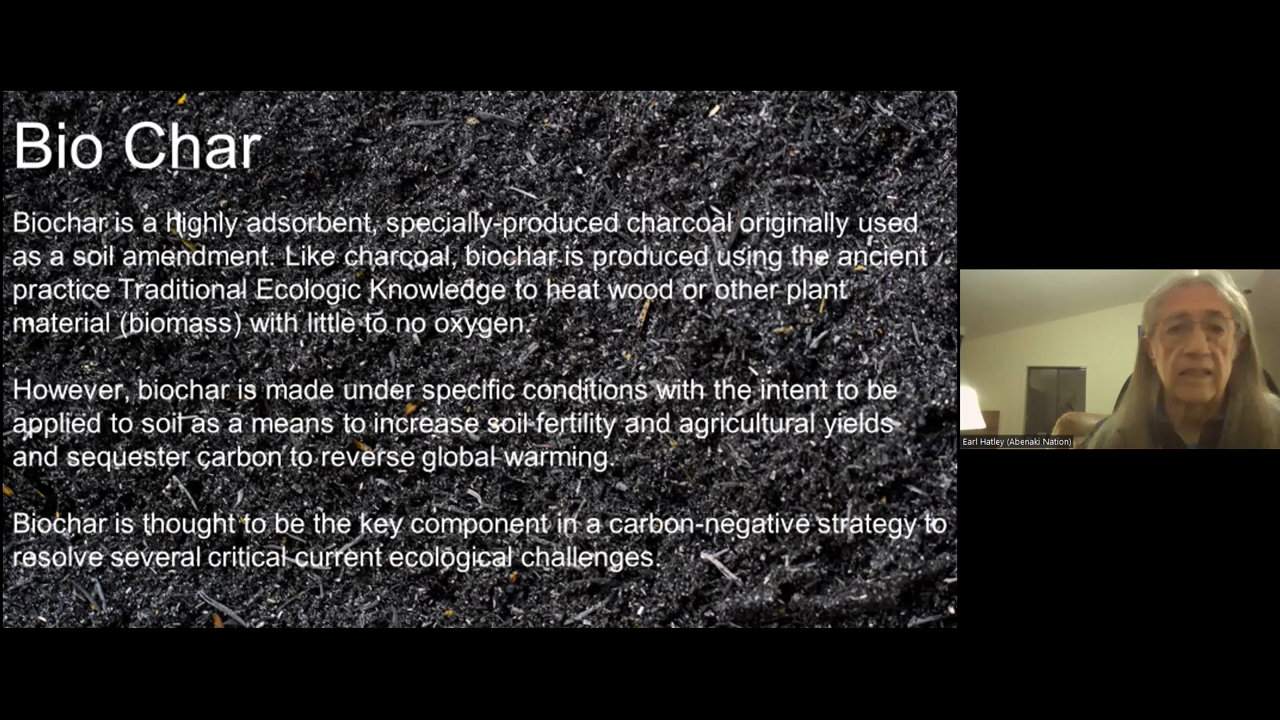 Bio Char
Biochar is a highly adsorbent, specially-produced charcoal originally used
as a soil amendment. Like charcoal, biochar is produced using the ancient
practice Traditional Ecologic Knowledge to heat wood or other plant
material (biomass) with little to no oxygen.
However, biochar is made under specific conditions with the intent to be
applied to soil as a means to increase soil fertility and agricultural yields
and sequester carbon to reverse global warming.
Biochar is thought to be the key component in a carbon-negative strategy to
resolve several critical current ecological challenges.
Earl Hatley (Abenaki Nation)